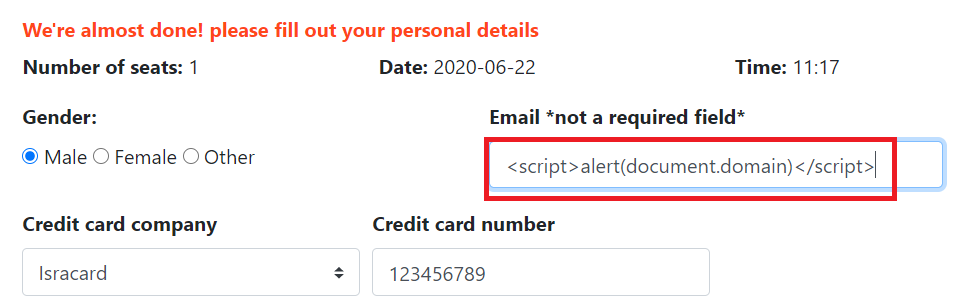 We're almost done! please fill out your personal details
Number of seats: 1 Date: 2020-06-22 Time: 11:17
Gender: Email *not a required field*
Male Female Other <script>alert(document.domain)</script>
Credit card company Credit card number
Isracard 123456789